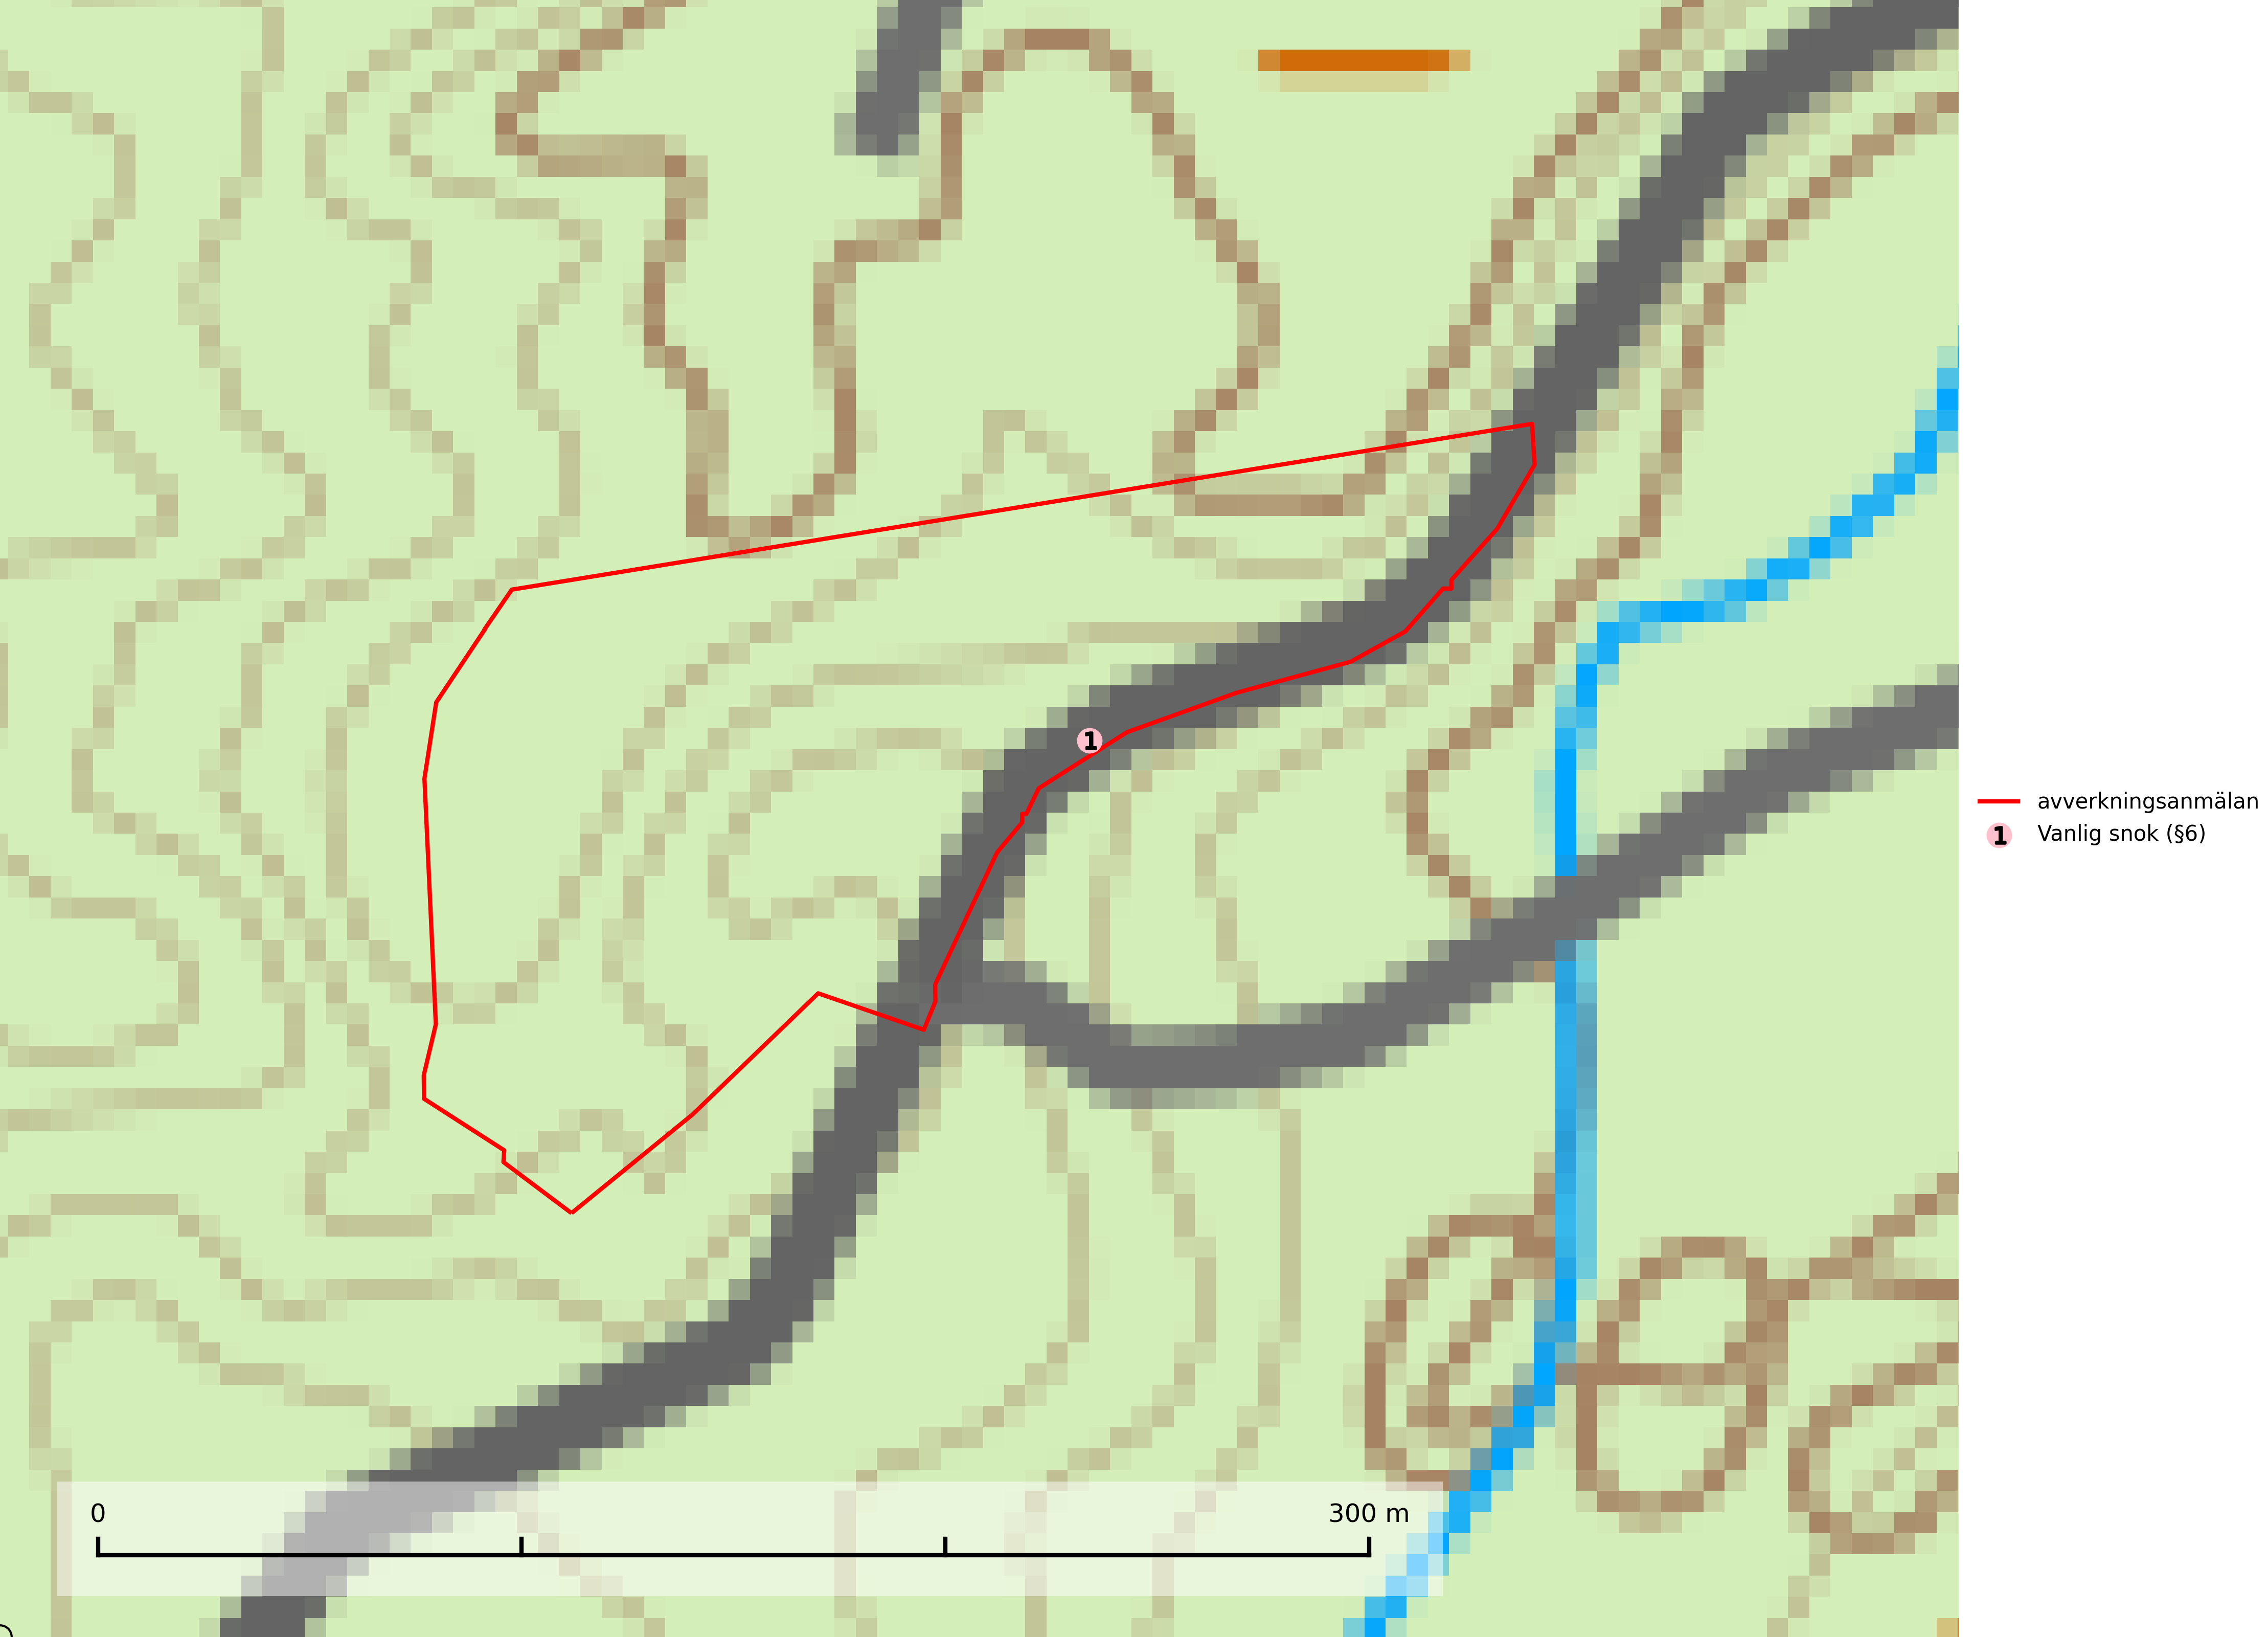 1
avverkningsanmälan
1 Vanlig snok (§6)
0 300 m